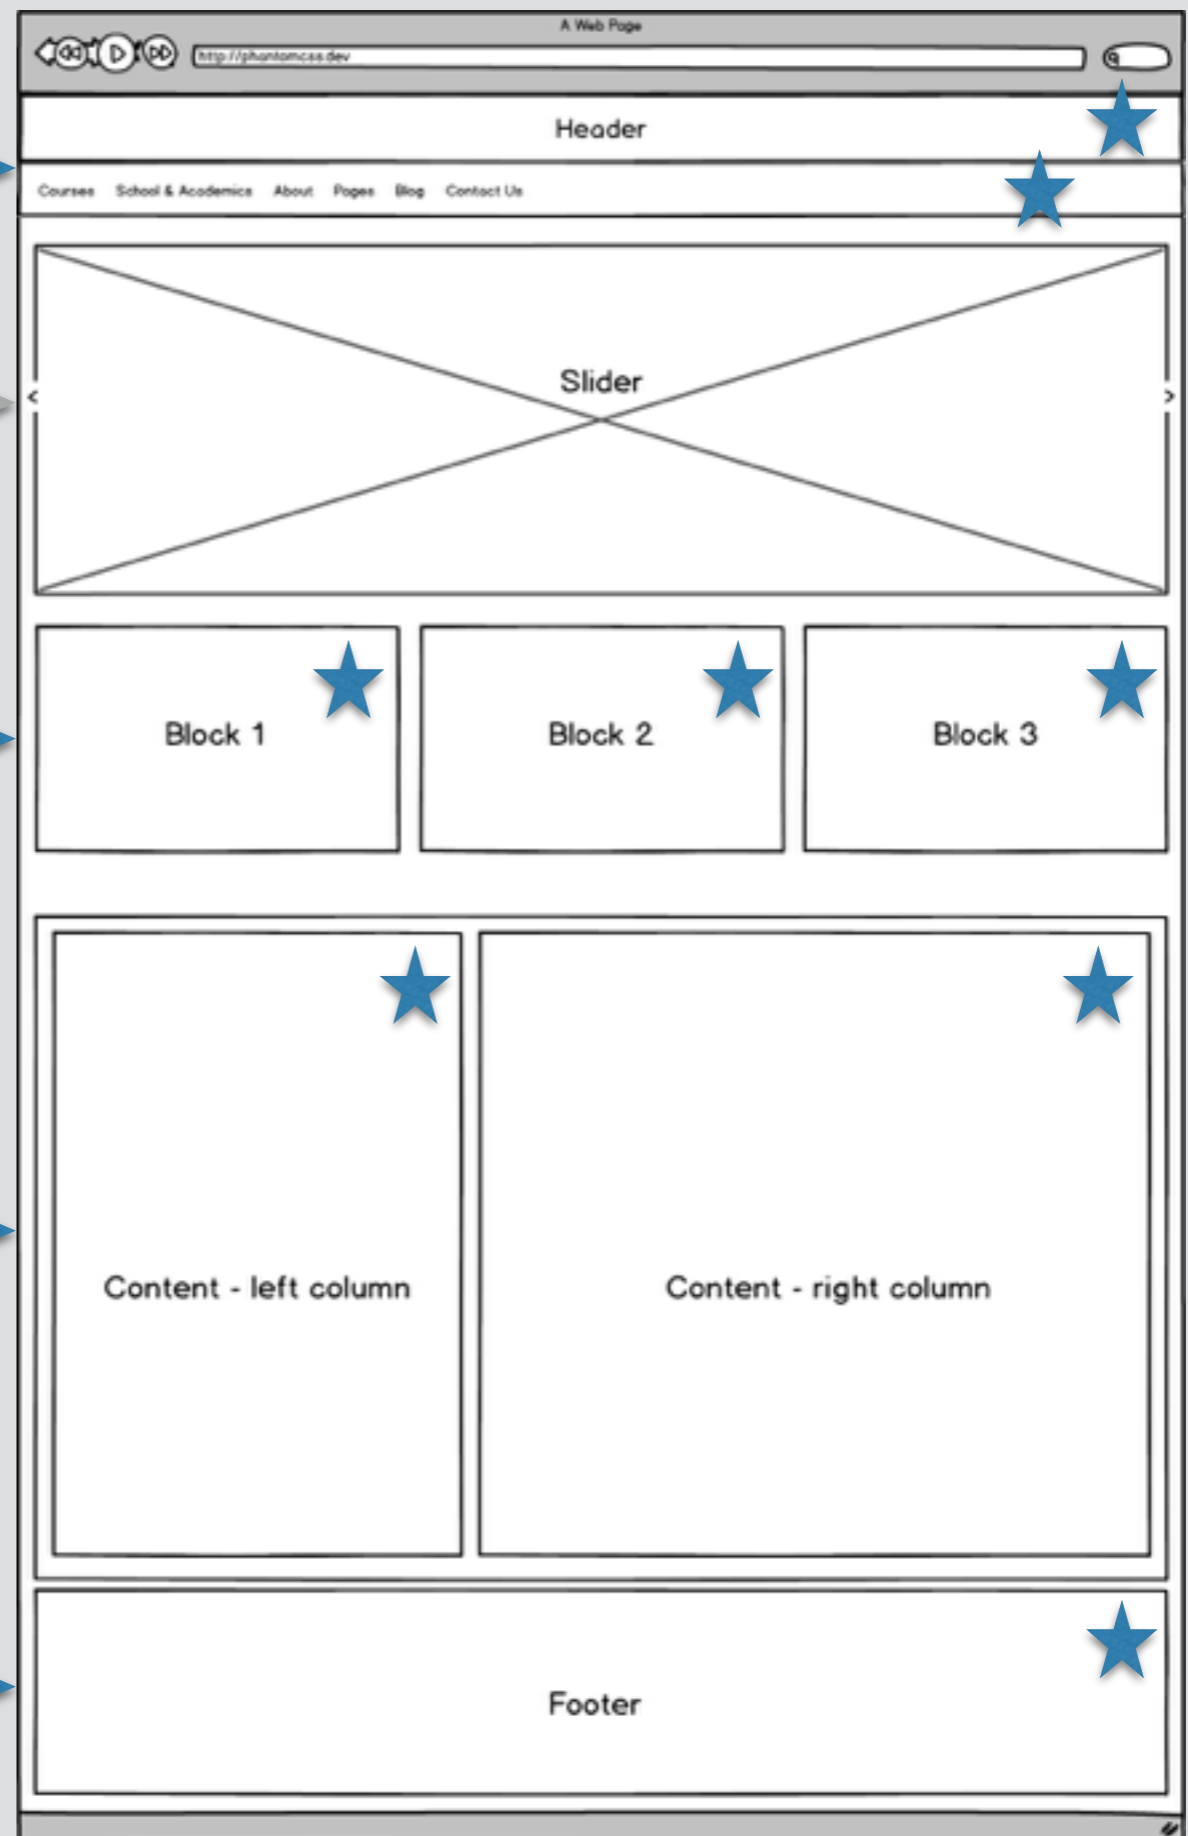 A Web Page
http://phantomcss.dev
Header
Courses School & Academics About Pages Blog Contact Us
Slider
Block 1 Block 2 Block 3
Content - left column Content - right column
Footer